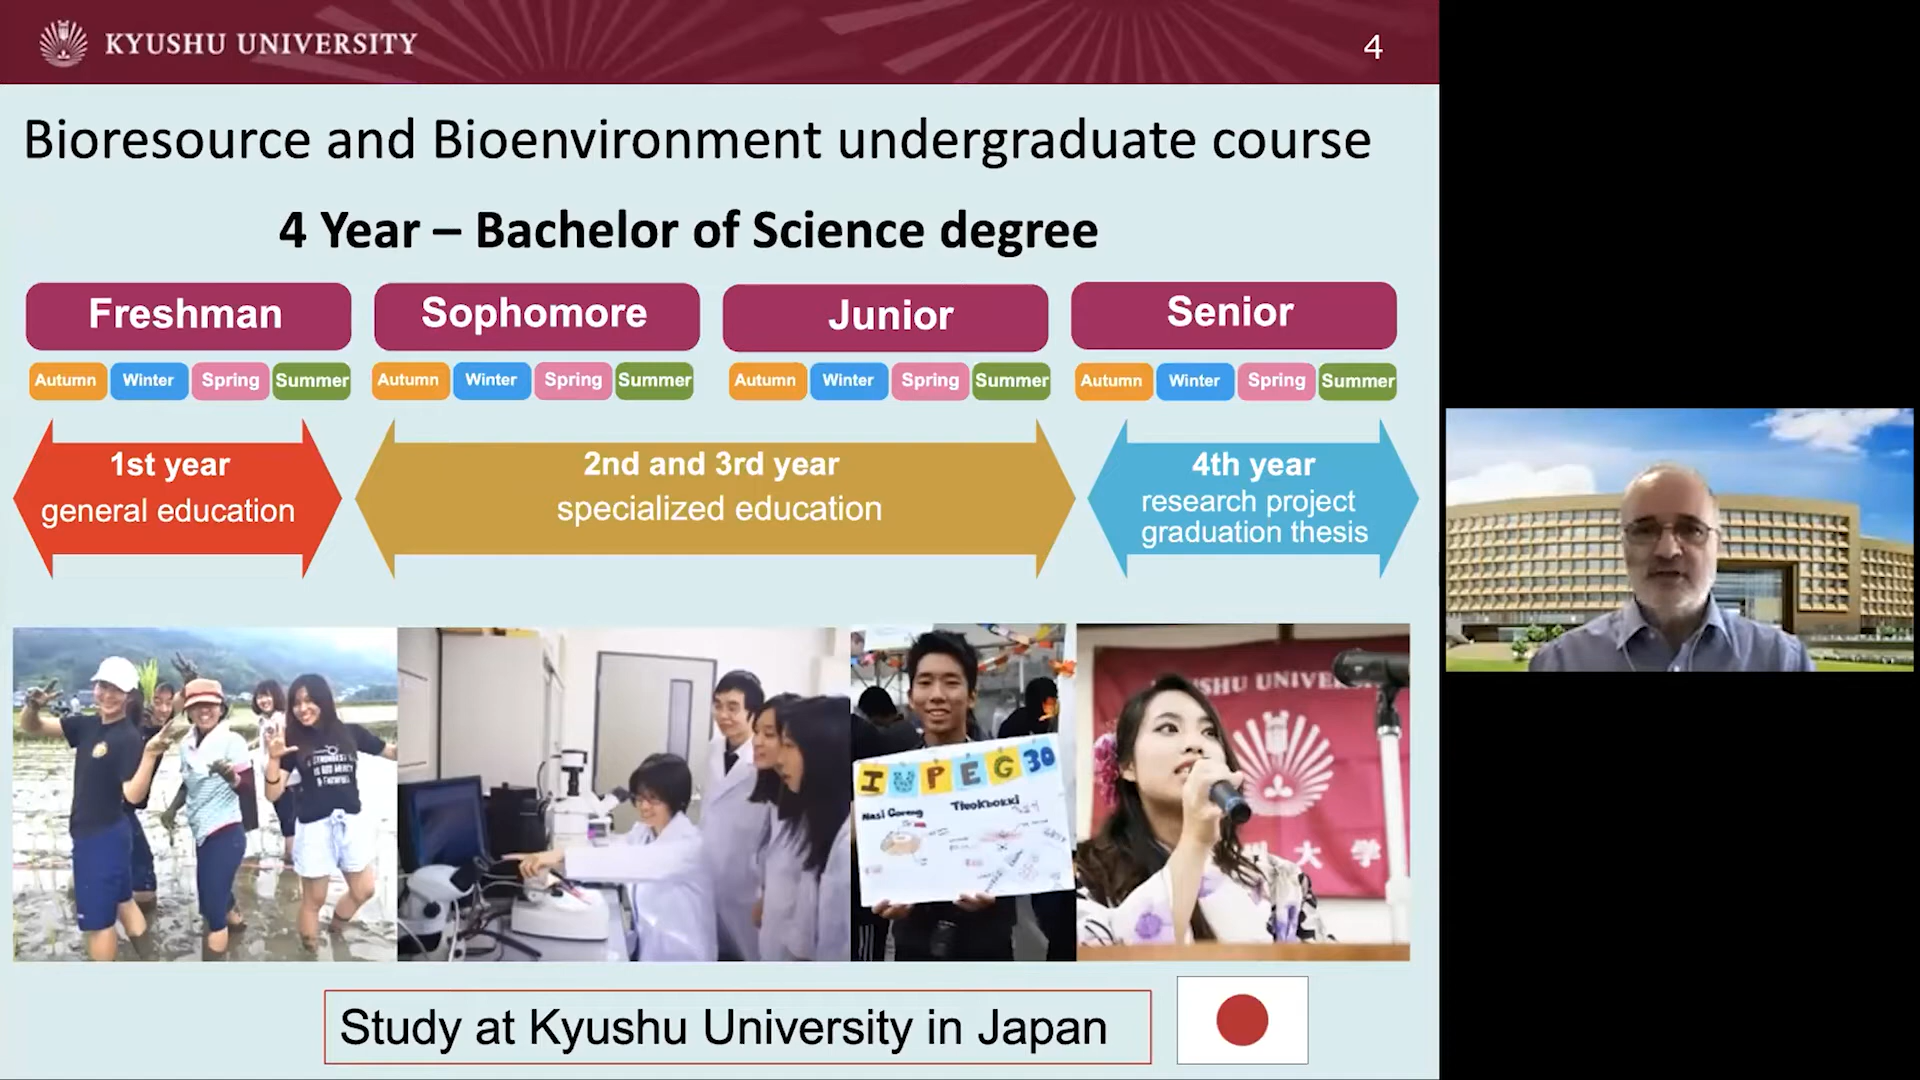 KYUSHU UNIVERSITY
4
Bioresource and Bioenvironment undergraduate course
4 Year – Bachelor of Science degree
Freshman
Sophomore
Junior
Senior
Autumn Winter Spring Summer
Autumn Winter Spring Summer
Autumn Winter Spring Summer
Autumn Winter Spring Summer
1st year
general education
2nd and 3rd year
specialized education
4th year
research project
graduation thesis
IUPEG30
Nasi Goreng
UNIVERS
大学
Study at Kyushu University in Japan